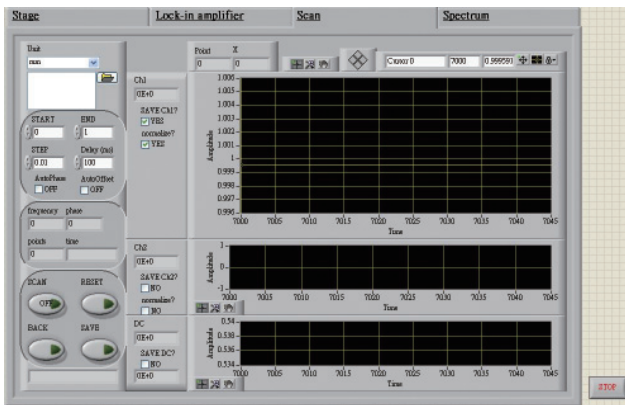 Stage Lock-in amplifier Scan Spectrum
Unit
mm
Point X
0 0
Cursor 0 7000 0.999591
START END
0 1
STEP Delay (ms)
0.01 100
AutoPhase AutoOffset
OFF OFF
frequency phase
0 0
points time
0
SCAN RESET
OFF
BACK SAVE
Ch1
0E+0
SAVE Ch1?
YES
normalize?
YES
Amplitude
1.006
1.005
1.004
1.003
1.002
1.001
1
0.999
0.998
0.997
0.996
7000 7005 7010 7015 7020 7025 7030 7035 7040 7045
Time
Ch2
0E+0
SAVE Ch2?
NO
normalize?
NO
Amplitude
1
0
-1
7000 7005 7010 7015 7020 7025 7030 7035 7040 7045
Time
DC
0E+0
SAVE DC?
NO
0E+0
Amplitude
0.54
0.538
0.536
0.534
7000 7005 7010 7015 7020 7025 7030 7035 7040 7045
Time
STOP